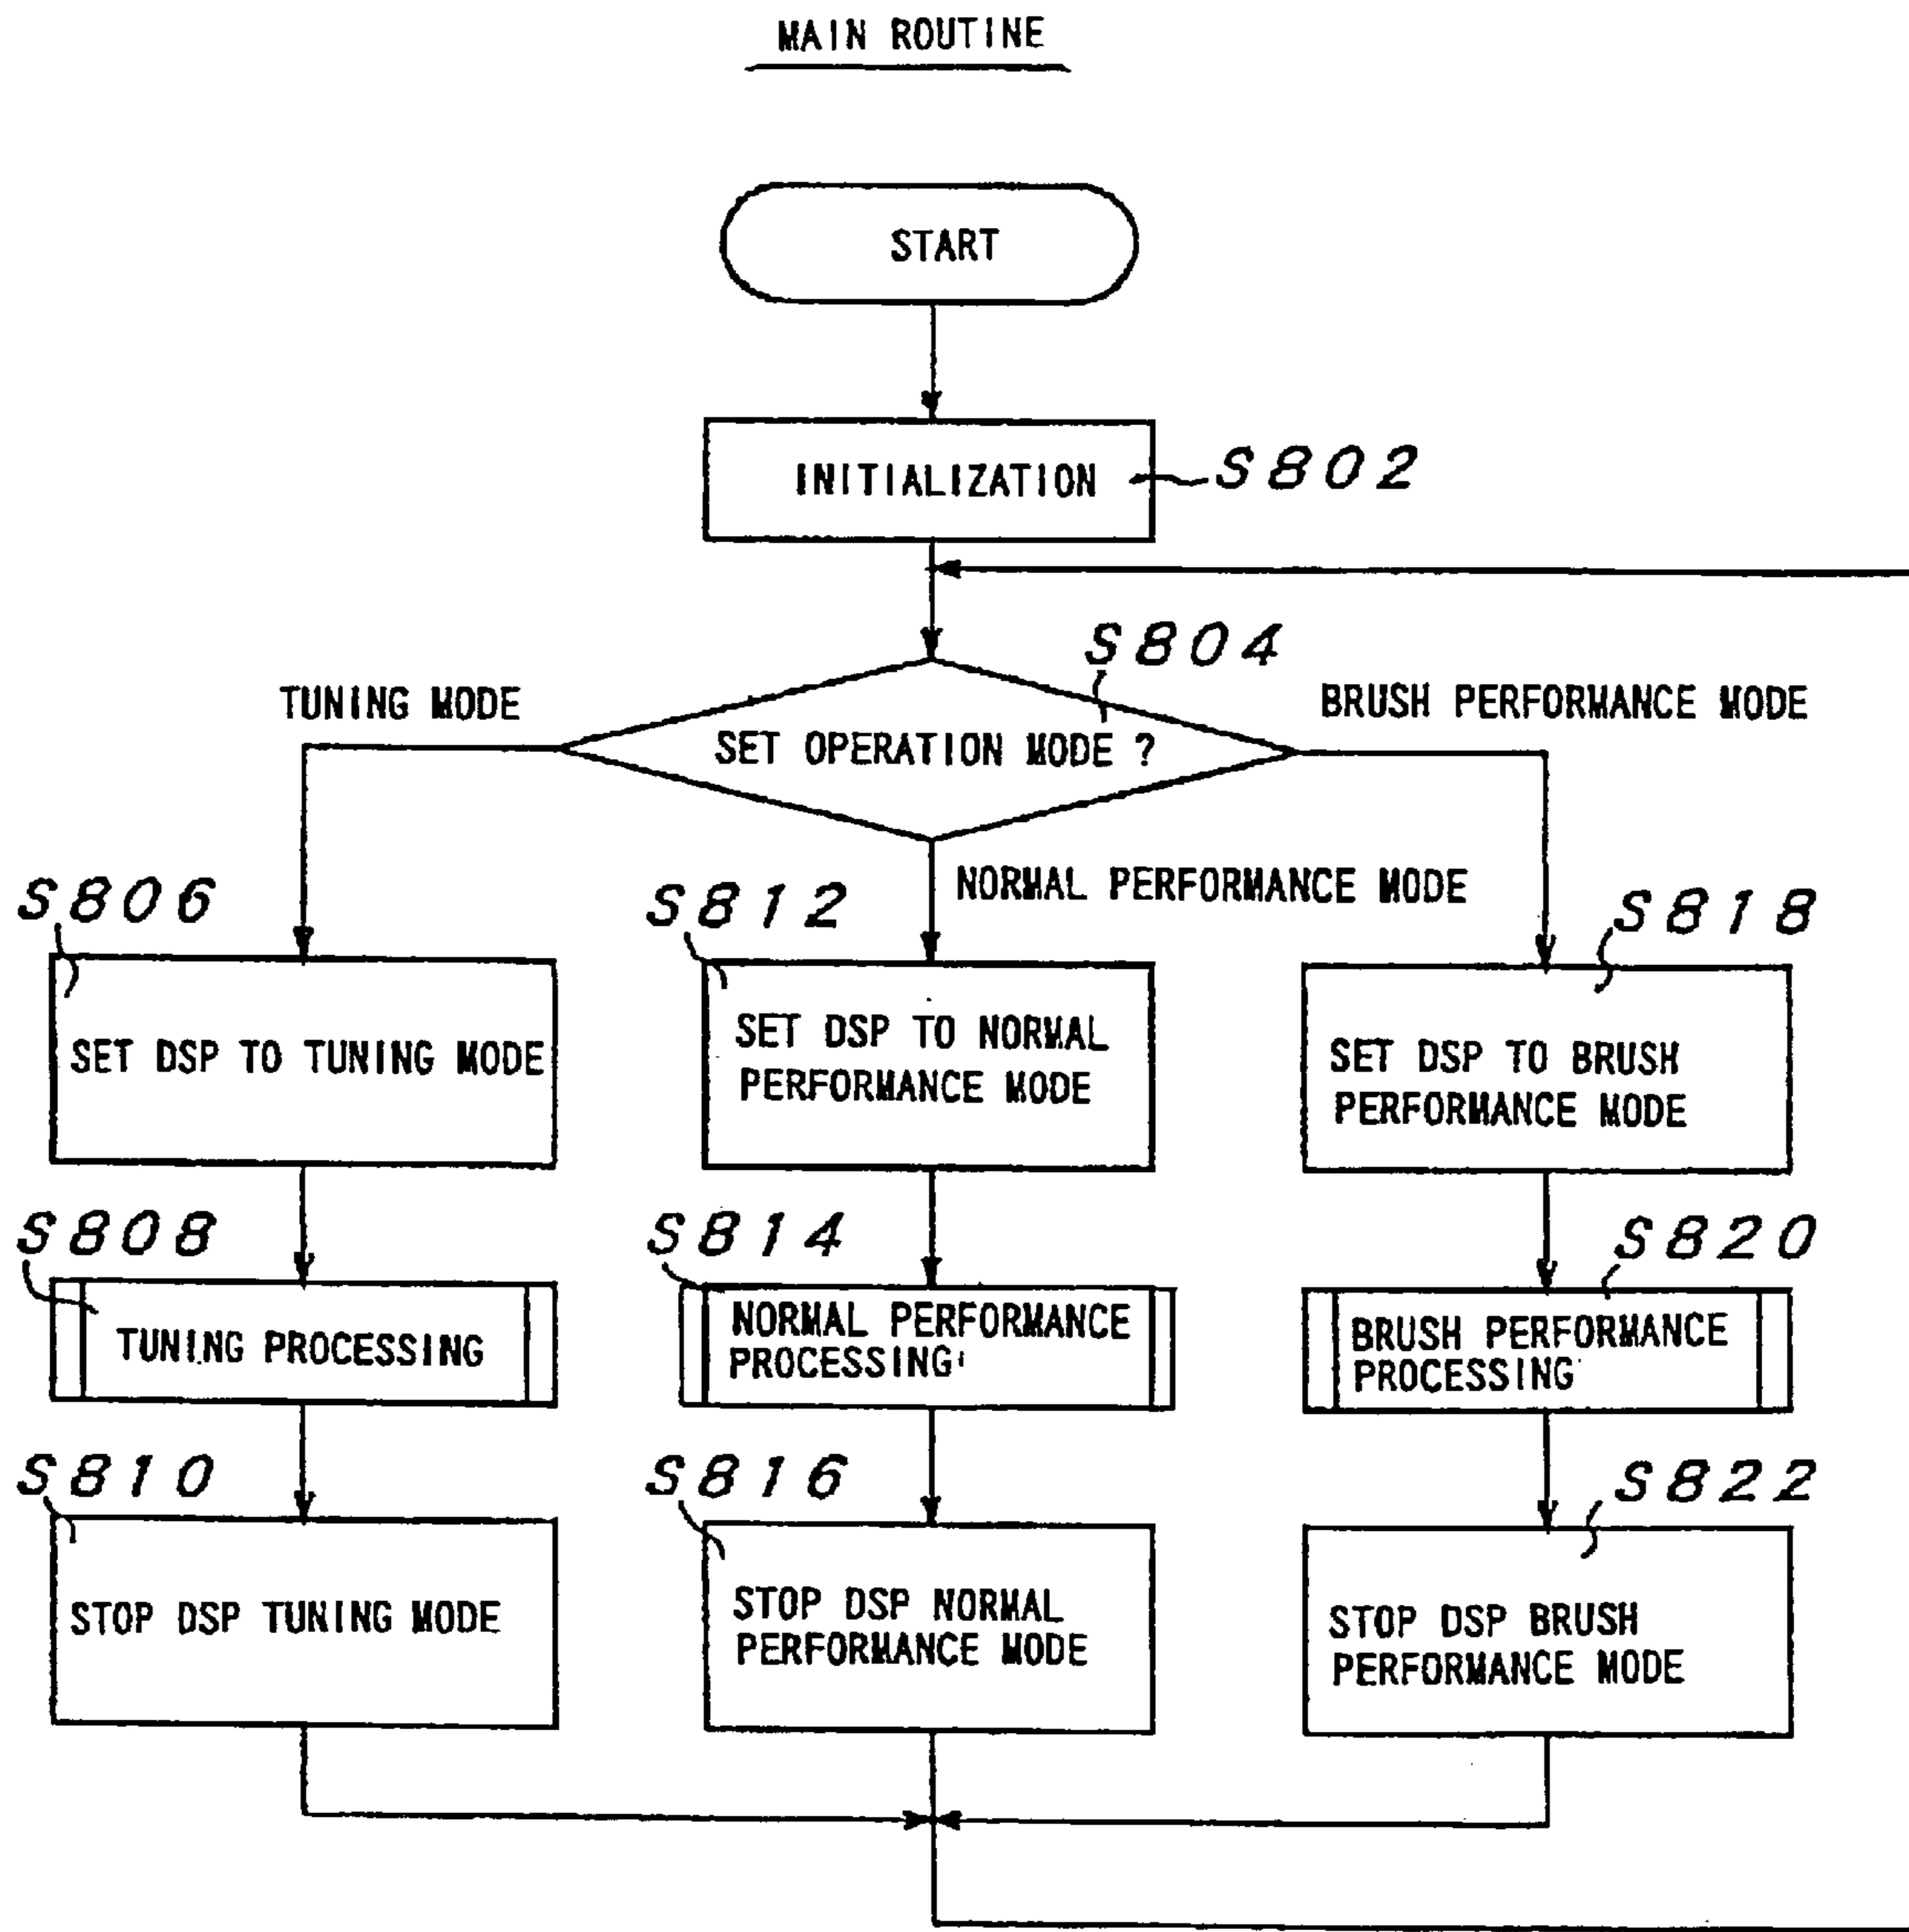 MAIN ROUTINE
START
INITIALIZATION
S802
S804
TUNING MODE
BRUSH PERFORMANCE MODE
SET OPERATION MODE ?
NORMAL PERFORMANCE MODE
S806
S812
S818
SET DSP TO TUNING MODE
SET DSP TO NORMAL
PERFORMANCE MODE
SET DSP TO BRUSH
PERFORMANCE MODE
S808
S814
S820
TUNING PROCESSING
NORMAL PERFORMANCE
PROCESSING
BRUSH PERFORMANCE
PROCESSING
S810
S816
S822
STOP DSP TUNING MODE
STOP DSP NORMAL
PERFORMANCE MODE
STOP DSP BRUSH
PERFORMANCE MODE